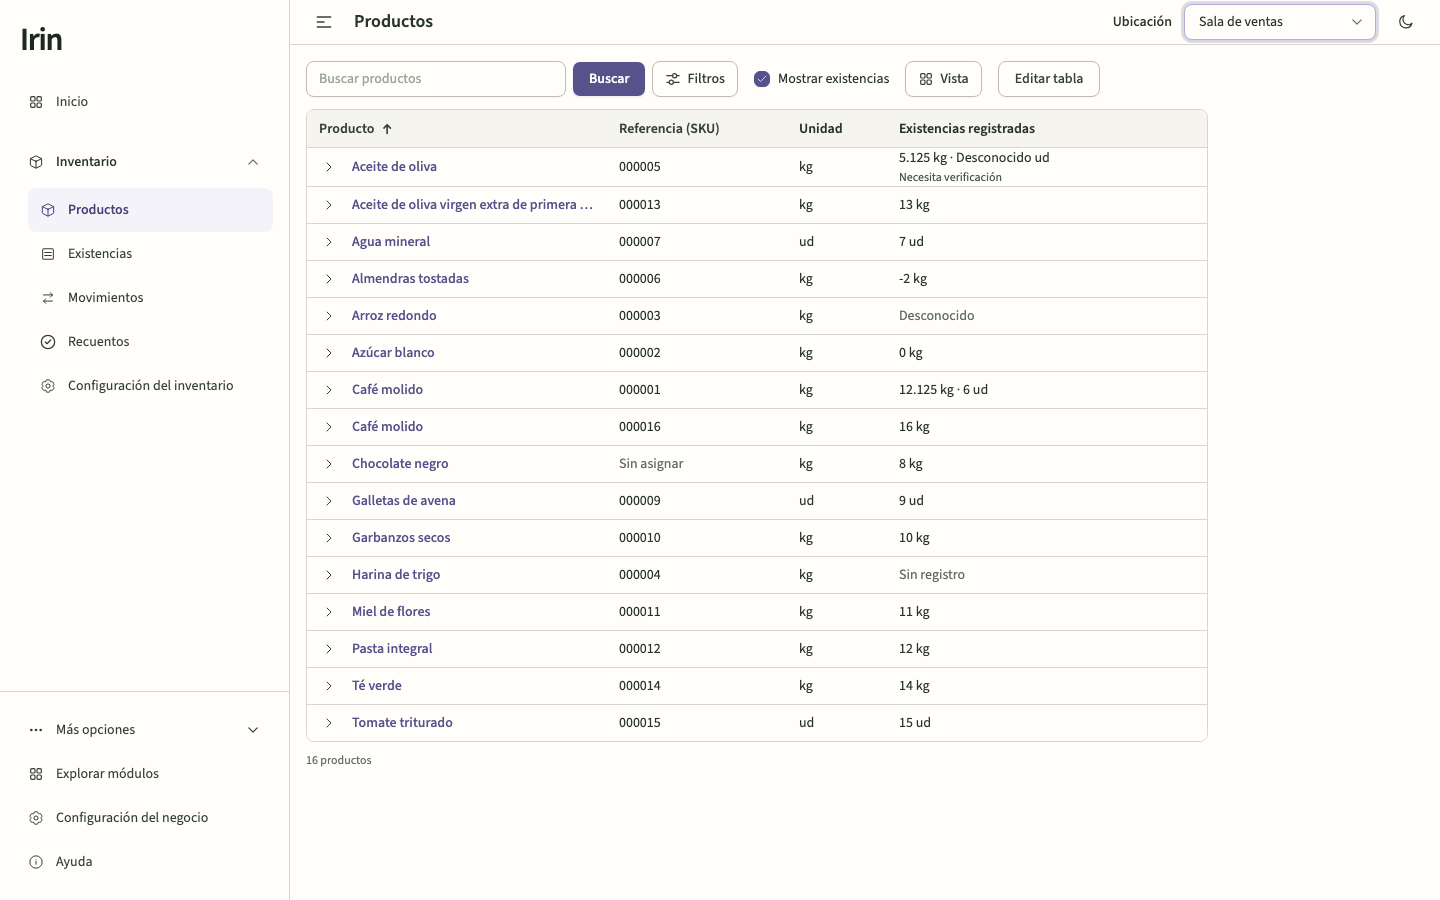 Irin
Inicio
Inventario
Productos
Existencias
Movimientos
Recuentos
Configuración del inventario
Más opciones
Explorar módulos
Configuración del negocio
Ayuda
Productos
Ubicación Sala de ventas
Buscar productos Buscar Filtros Mostrar existencias Vista Editar tabla
Producto Referencia (SKU) Unidad Existencias registradas
Aceite de oliva 000005 kg 5.125 kg · Desconocido ud
Necesita verificación
Aceite de oliva virgen extra de primera … 000013 kg 13 kg
Agua mineral 000007 ud 7 ud
Almendras tostadas 000006 kg -2 kg
Arroz redondo 000003 kg Desconocido
Azúcar blanco 000002 kg 0 kg
Café molido 000001 kg 12.125 kg · 6 ud
Café molido 000016 kg 16 kg
Chocolate negro Sin asignar kg 8 kg
Galletas de avena 000009 ud 9 ud
Garbanzos secos 000010 kg 10 kg
Harina de trigo 000004 kg Sin registro
Miel de flores 000011 kg 11 kg
Pasta integral 000012 kg 12 kg
Té verde 000014 kg 14 kg
Tomate triturado 000015 ud 15 ud
16 productos